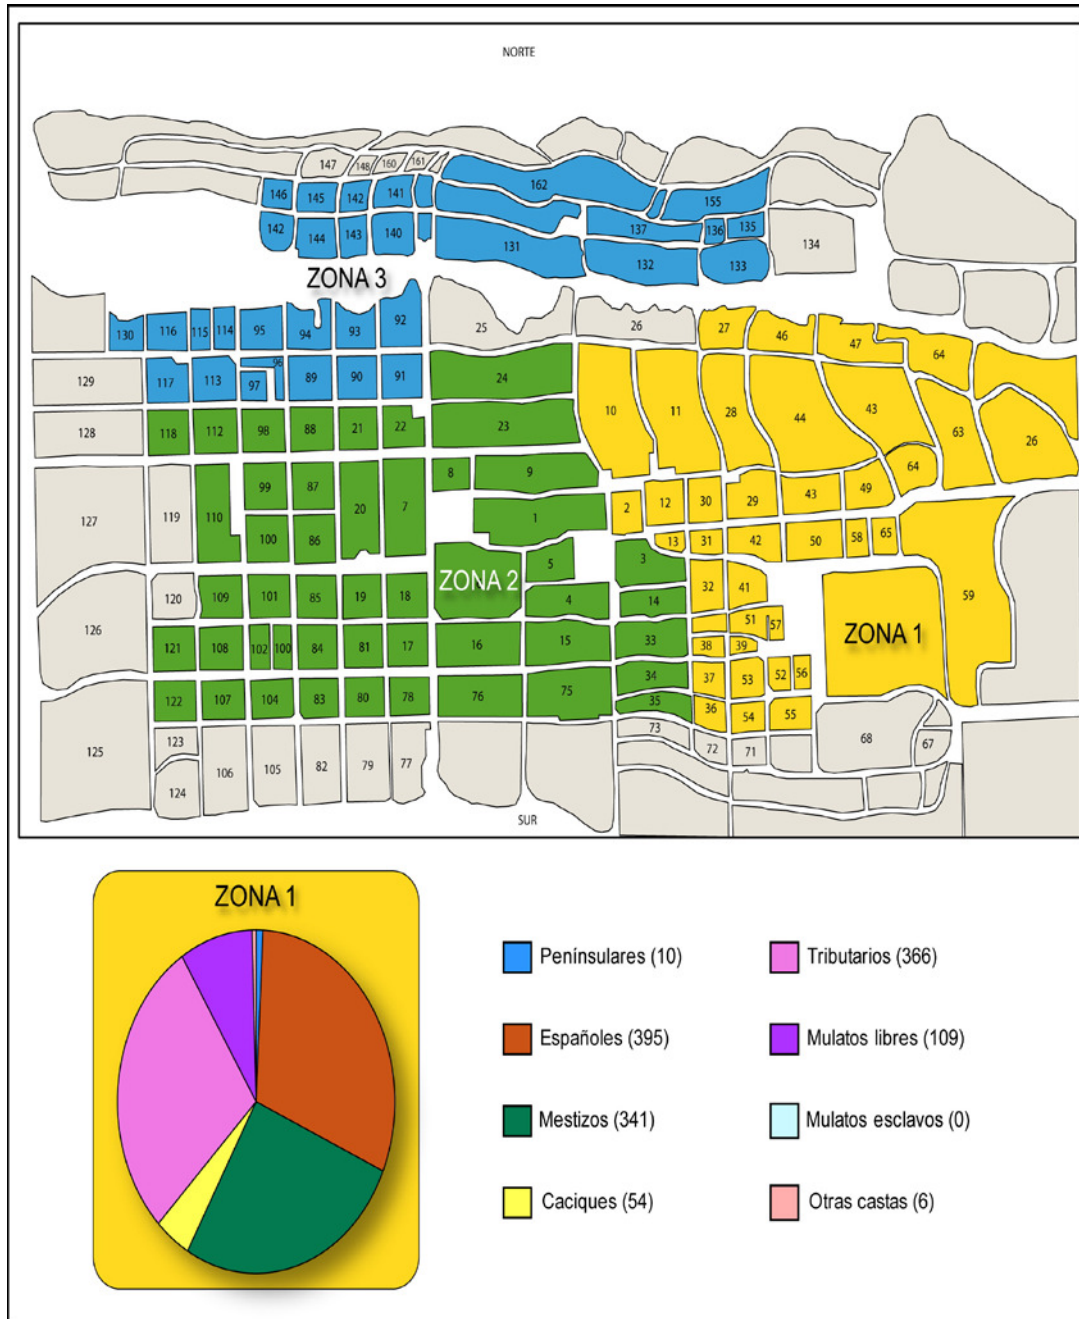 NORTE
147 148 160 161
146 145 142 141 162 155
142 144 143 140 131 137 136 135 134
132 133
ZONA 3
130 116 115 114 95 94 93 92 25 26 27 46 47 64
129 117 113 97 96 89 90 91 24 10 11 28 44 43 63 26
128 118 112 98 88 21 22 23 64
127 119 110 99 87 20 7 8 9 2 12 30 29 43 49
100 86 1 13 31 42 50 58 65
126 120 109 101 85 19 18 ZONA 2 5 3 32 41 59
4 14 51 57 ZONA 1
121 108 102 100 84 81 17 16 15 33 38 39
34 37 53 52 56
122 107 104 83 80 78 76 75 35 36 54 55
125 123 106 105 82 79 77 73 72 71 68 67
124
SUR
ZONA 1
Penínsulares (10)
Tributarios (366)
Españoles (395)
Mulatos libres (109)
Mestizos (341)
Mulatos esclavos (0)
Caciques (54)
Otras castas (6)